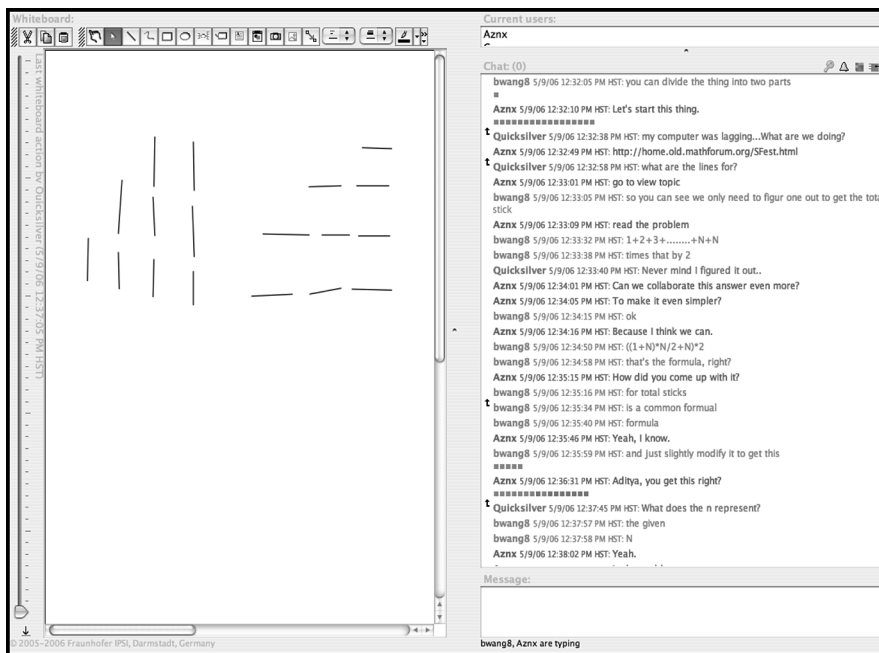 Whiteboard:
Last whiteboard action by Quicksilver (5/9/06 12:37:05 PM HST)
© 2005-2006 Fraunhofer IPSI, Darmstadt, Germany
Current users:
Aznx
Chat: (0)
bwang8 5/9/06 12:32:05 PM HST: you can divide the thing into two parts
Aznx 5/9/06 12:32:10 PM HST: Let's start this thing.
Quicksilver 5/9/06 12:32:38 PM HST: my computer was lagging...What are we doing?
Aznx 5/9/06 12:32:49 PM HST: http://home.old.mathforum.org/SFest.html
Quicksilver 5/9/06 12:32:58 PM HST: what are the lines for?
Aznx 5/9/06 12:33:01 PM HST: go to view topic
bwang8 5/9/06 12:33:05 PM HST: so you can see we only need to figur one out to get the tota
stick
Aznx 5/9/06 12:33:09 PM HST: read the problem
bwang8 5/9/06 12:33:32 PM HST: 1+2+3+........+N+N
bwang8 5/9/06 12:33:38 PM HST: times that by 2
Quicksilver 5/9/06 12:33:40 PM HST: Never mind I figured it out..
Aznx 5/9/06 12:34:01 PM HST: Can we collaborate this answer even more?
Aznx 5/9/06 12:34:05 PM HST: To make it even simpler?
bwang8 5/9/06 12:34:15 PM HST: ok
Aznx 5/9/06 12:34:16 PM HST: Because I think we can.
bwang8 5/9/06 12:34:50 PM HST: ((1+N)*N/2+N)*2
bwang8 5/9/06 12:34:58 PM HST: that's the formula, right?
Aznx 5/9/06 12:35:15 PM HST: How did you come up with it?
bwang8 5/9/06 12:35:16 PM HST: for total sticks
bwang8 5/9/06 12:35:34 PM HST: is a common formual
bwang8 5/9/06 12:35:40 PM HST: formula
Aznx 5/9/06 12:35:46 PM HST: Yeah, I know.
bwang8 5/9/06 12:35:59 PM HST: and just slightly modify it to get this
Aznx 5/9/06 12:36:31 PM HST: Aditya, you get this right?
Quicksilver 5/9/06 12:37:45 PM HST: What does the n represent?
bwang8 5/9/06 12:37:57 PM HST: the given
bwang8 5/9/06 12:37:58 PM HST: N
Aznx 5/9/06 12:38:02 PM HST: Yeah.
Message:
bwang8, Aznx are typing